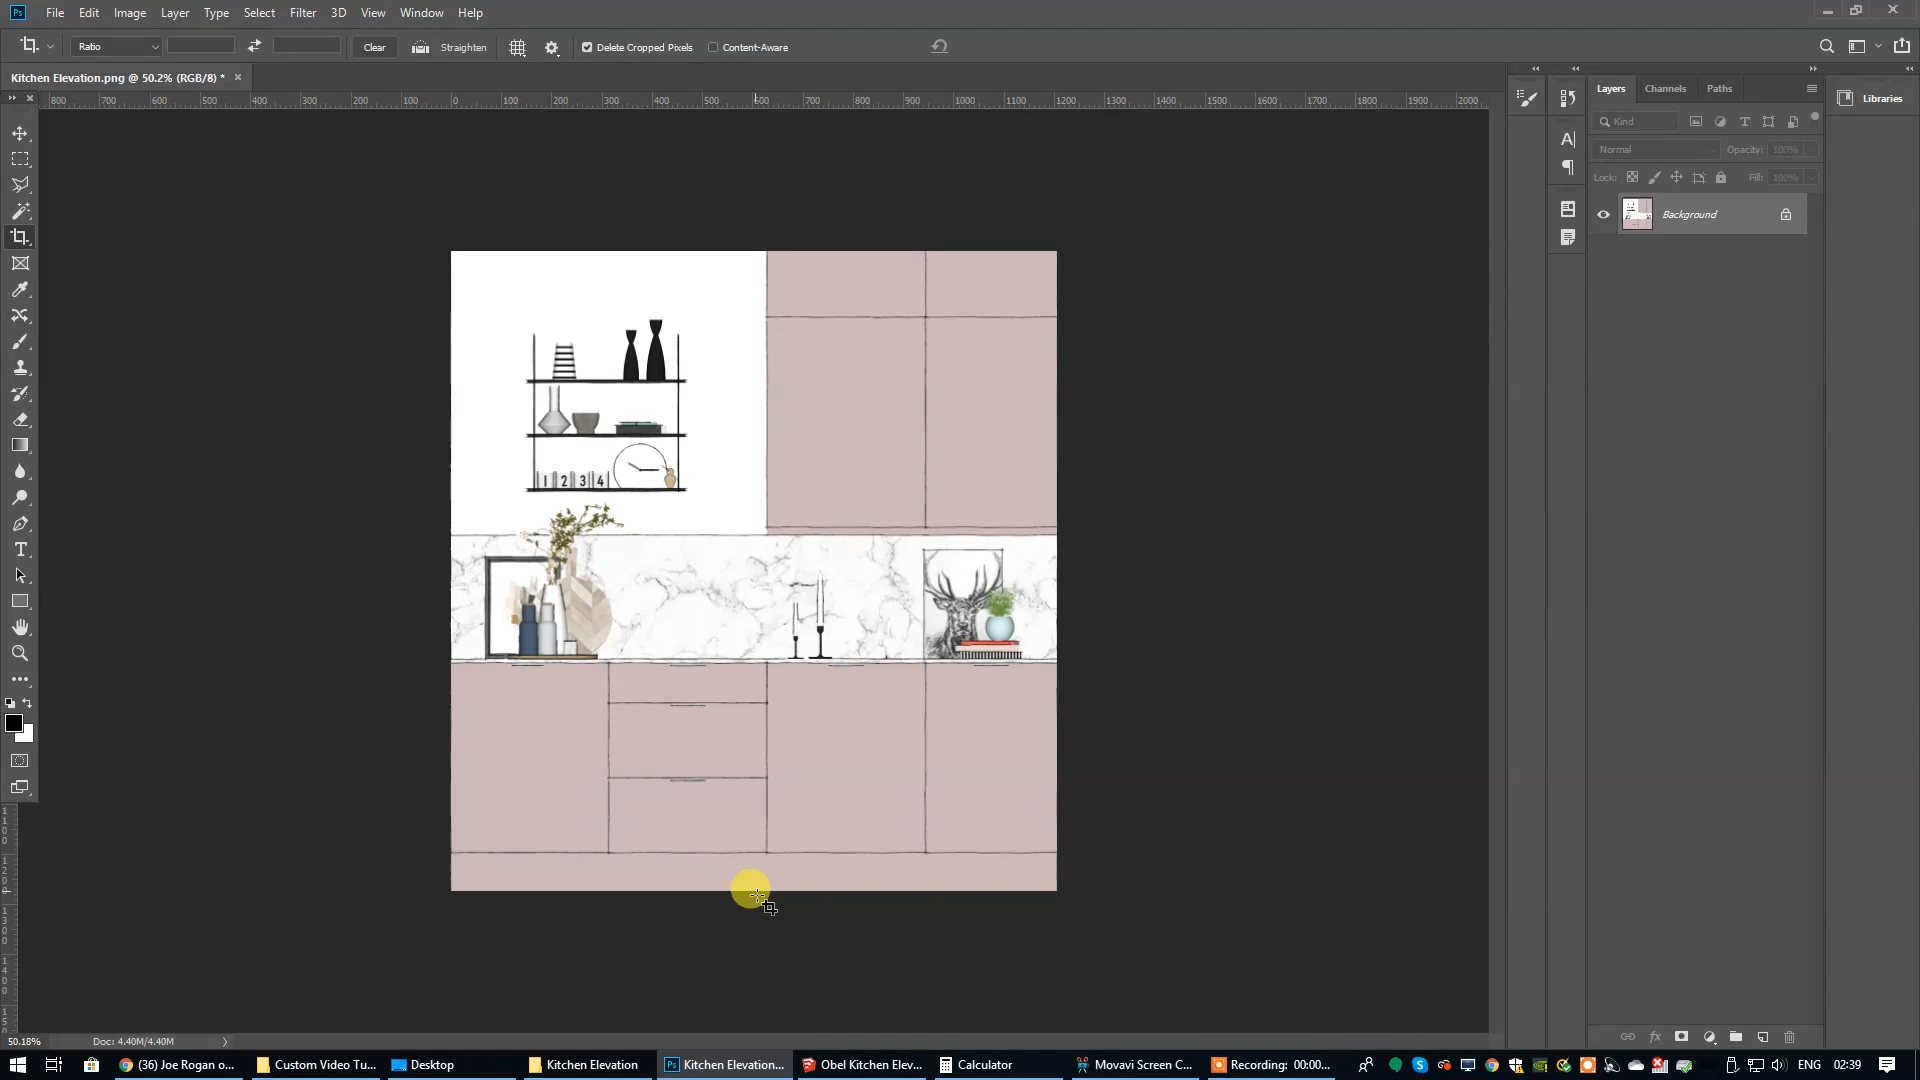 Ps File Edit Image Layer Type Select Filter 3D View Window Help
Ratio Clear Straighten Delete Cropped Pixels Content-Aware
Kitchen Elevation.png @ 50.2% (RGB/8) * ×
800 700 600 500 400 300 200 100 0 100 200 300 400 500 600 700 800 900 1000 1100 1200 1300 1400 1500 1600 1700 1800 1900 2000
Layers Channels Paths
Libraries
Kind
Normal Opacity: 100%
Lock: Fill: 100%
Background
1 2 3 4
50.18% Doc: 4.40M/4.40M
(36) Joe Rogan o... Custom Video Tu... Desktop Kitchen Elevation Ps Kitchen Elevation... Obel Kitchen Elev... Calculator Movavi Screen C... Recording: 00:00... ENG 02:39